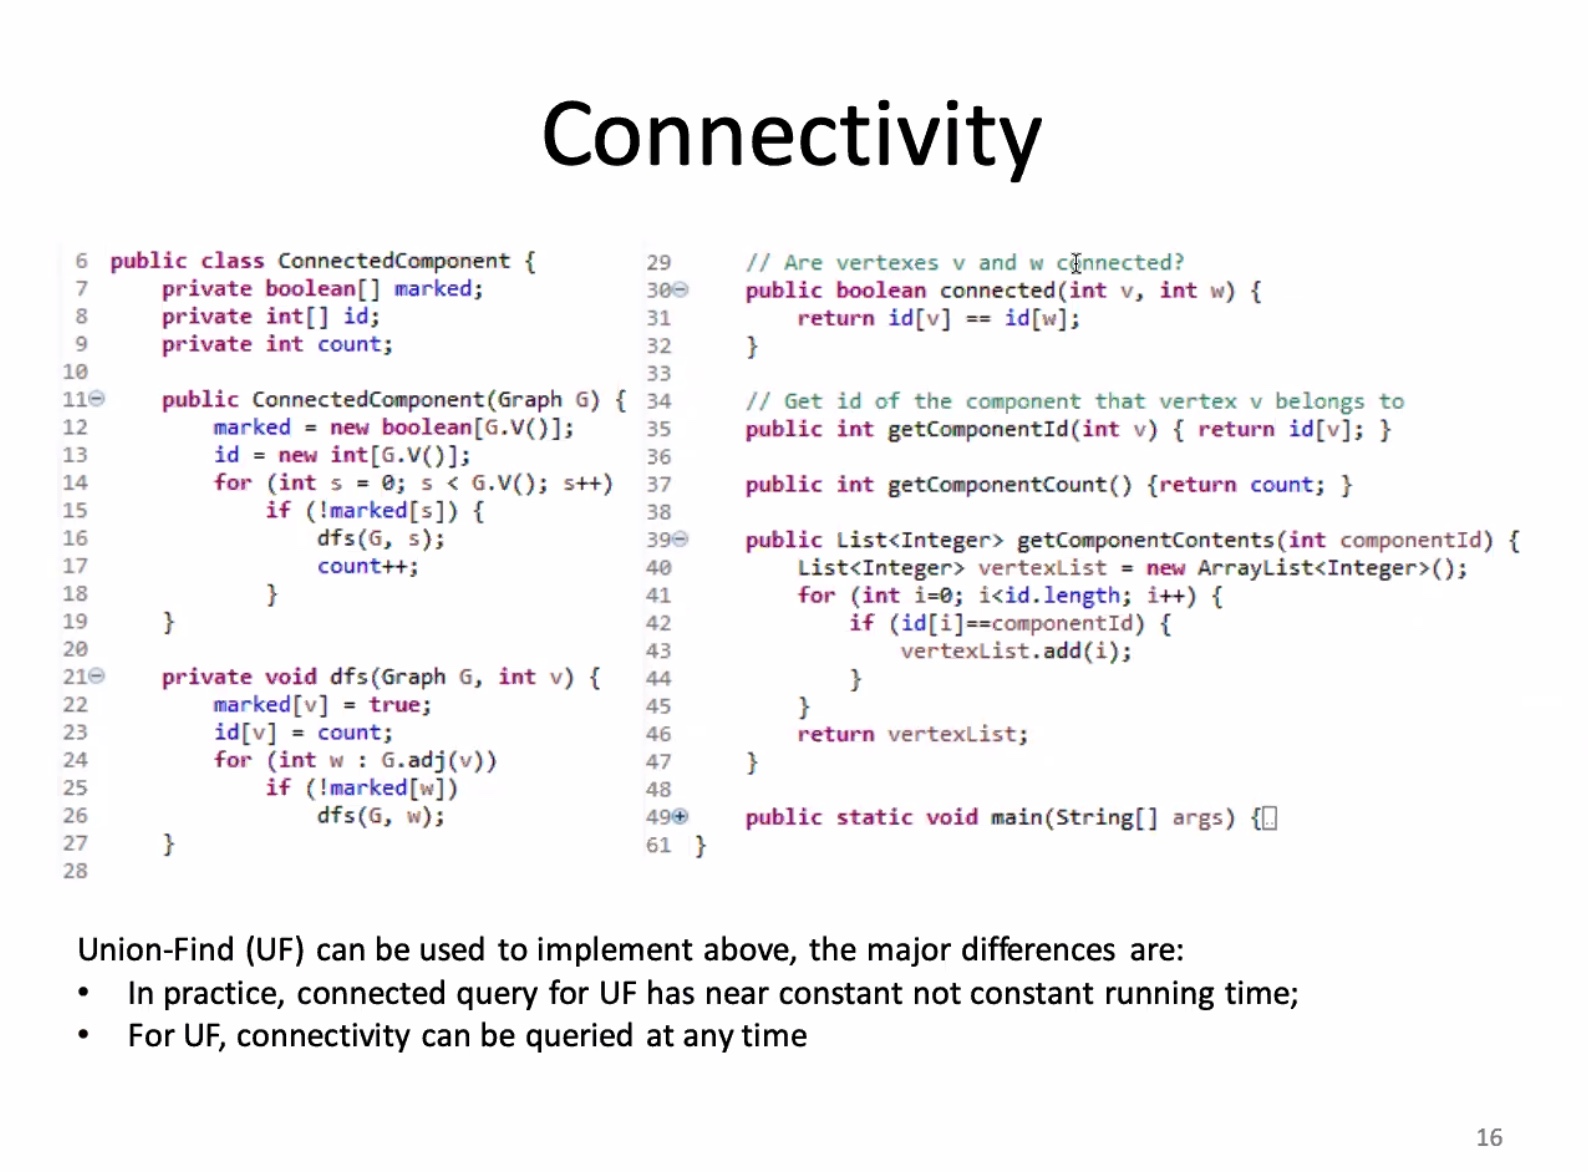 Connectivity
6 public class ConnectedComponent {
7     private boolean[] marked;
8     private int[] id;
9     private int count;
10
11     public ConnectedComponent(Graph G) {
12         marked = new boolean[G.V()];
13         id = new int[G.V()];
14         for (int s = 0; s < G.V(); s++)
15             if (!marked[s]) {
16                 dfs(G, s);
17                 count++;
18             }
19     }
20
21     private void dfs(Graph G, int v) {
22         marked[v] = true;
23         id[v] = count;
24         for (int w : G.adj(v))
25             if (!marked[w])
26                 dfs(G, w);
27     }
28
29     // Are vertexes v and w connected?
30     public boolean connected(int v, int w) {
31         return id[v] == id[w];
32     }
33
34     // Get id of the component that vertex v belongs to
35     public int getComponentId(int v) { return id[v]; }
36
37     public int getComponentCount() {return count; }
38
39     public List<Integer> getComponentContents(int componentId) {
40         List<Integer> vertexList = new ArrayList<Integer>();
41         for (int i=0; i<id.length; i++) {
42             if (id[i]==componentId) {
43                 vertexList.add(i);
44             }
45         }
46         return vertexList;
47     }
48
49     public static void main(String[] args) {
61 }
Union-Find (UF) can be used to implement above, the major differences are:
• In practice, connected query for UF has near constant not constant running time;
• For UF, connectivity can be queried at any time
16